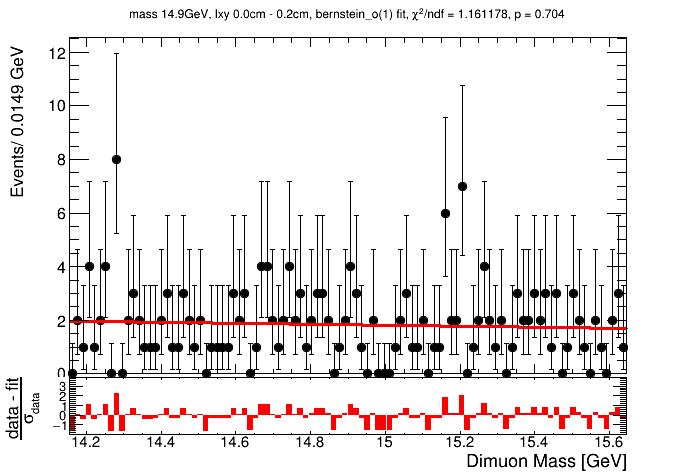 mass 14.9GeV, lxy 0.0cm - 0.2cm, bernstein_o(1) fit, χ²/ndf = 1.161178, p = 0.704
Events/ 0.0149 GeV
12
10
8
6
4
2
0
data - fit
σdata
3
2
1
0
−1
14.2 14.4 14.6 14.8 15 15.2 15.4 15.6
Dimuon Mass [GeV]